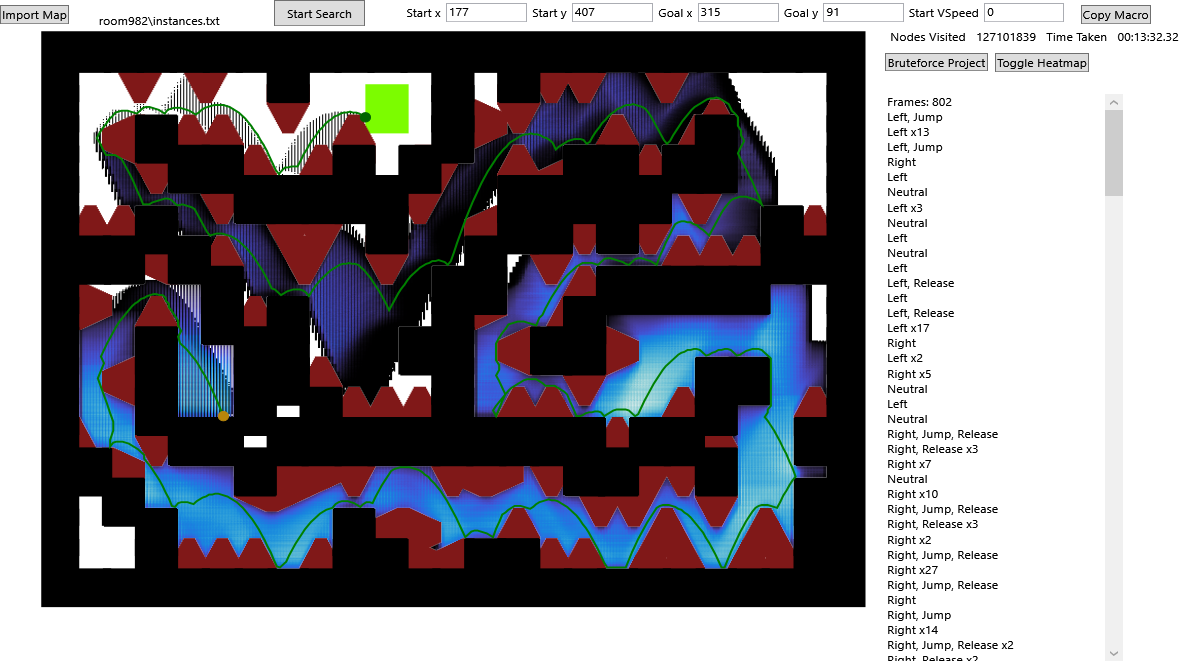 Import Map
room982\instances.txt
Start Search
Start x 177 Start y 407 Goal x 315 Goal y 91 Start VSpeed 0
Copy Macro
Nodes Visited 127101839 Time Taken 00:13:32.32
Bruteforce Project Toggle Heatmap
Frames: 802
Left, Jump
Left x13
Left, Jump
Right
Left
Neutral
Left x3
Neutral
Left
Neutral
Left
Left, Release
Left
Left, Release
Left x17
Right
Left x2
Right x5
Neutral
Left
Neutral
Right, Jump, Release
Right, Release x3
Right x7
Neutral
Right x10
Right, Jump, Release
Right, Release x3
Right x2
Right, Jump, Release
Right x27
Right, Jump, Release
Right
Right, Jump
Right x14
Right, Jump, Release x2
Right, Release x2